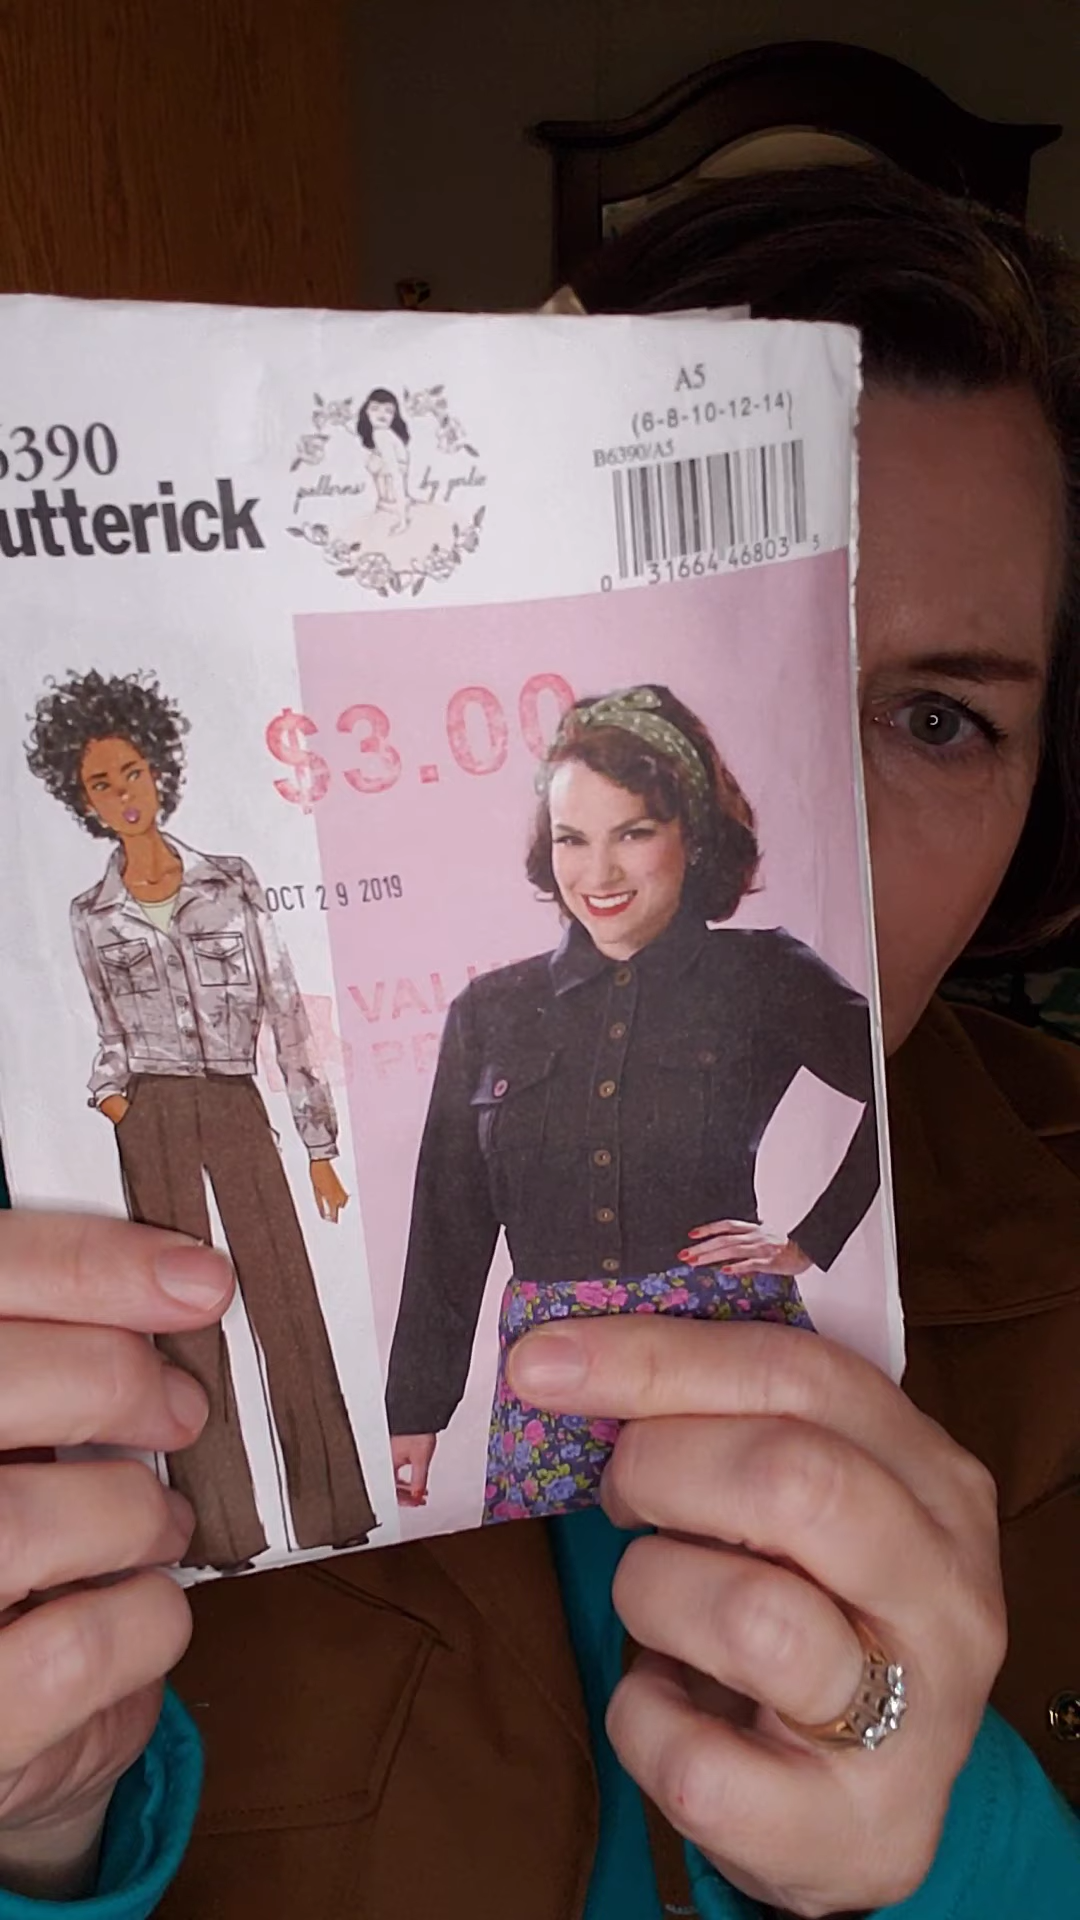 6390
utterick
patterns by gertie
A5
(6-8-10-12-14)
B6390/A5
0 31664 46803 5
$3.00
OCT 29 2019
VALU